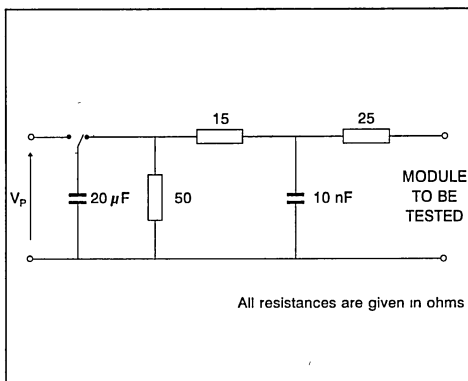 15
25
V_P
20 µF
50
10 nF
MODULE
TO BE
TESTED
All resistances are given in ohms